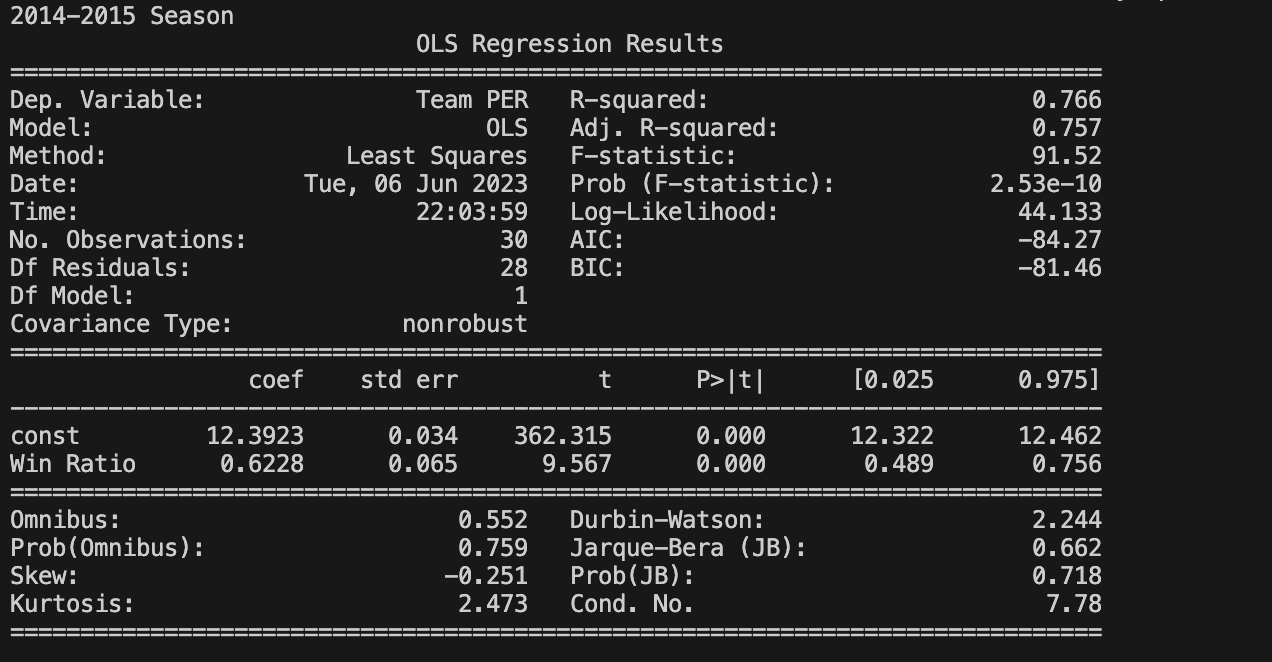 2014-2015 Season
OLS Regression Results
==============================================================================
Dep. Variable: Team PER R-squared: 0.766
Model: OLS Adj. R-squared: 0.757
Method: Least Squares F-statistic: 91.52
Date: Tue, 06 Jun 2023 Prob (F-statistic): 2.53e-10
Time: 22:03:59 Log-Likelihood: 44.133
No. Observations: 30 AIC: -84.27
Df Residuals: 28 BIC: -81.46
Df Model: 1
Covariance Type: nonrobust
==============================================================================
coef std err t P>|t| [0.025 0.975]
------------------------------------------------------------------------------
const 12.3923 0.034 362.315 0.000 12.322 12.462
Win Ratio 0.6228 0.065 9.567 0.000 0.489 0.756
==============================================================================
Omnibus: 0.552 Durbin-Watson: 2.244
Prob(Omnibus): 0.759 Jarque-Bera (JB): 0.662
Skew: -0.251 Prob(JB): 0.718
Kurtosis: 2.473 Cond. No. 7.78
==============================================================================